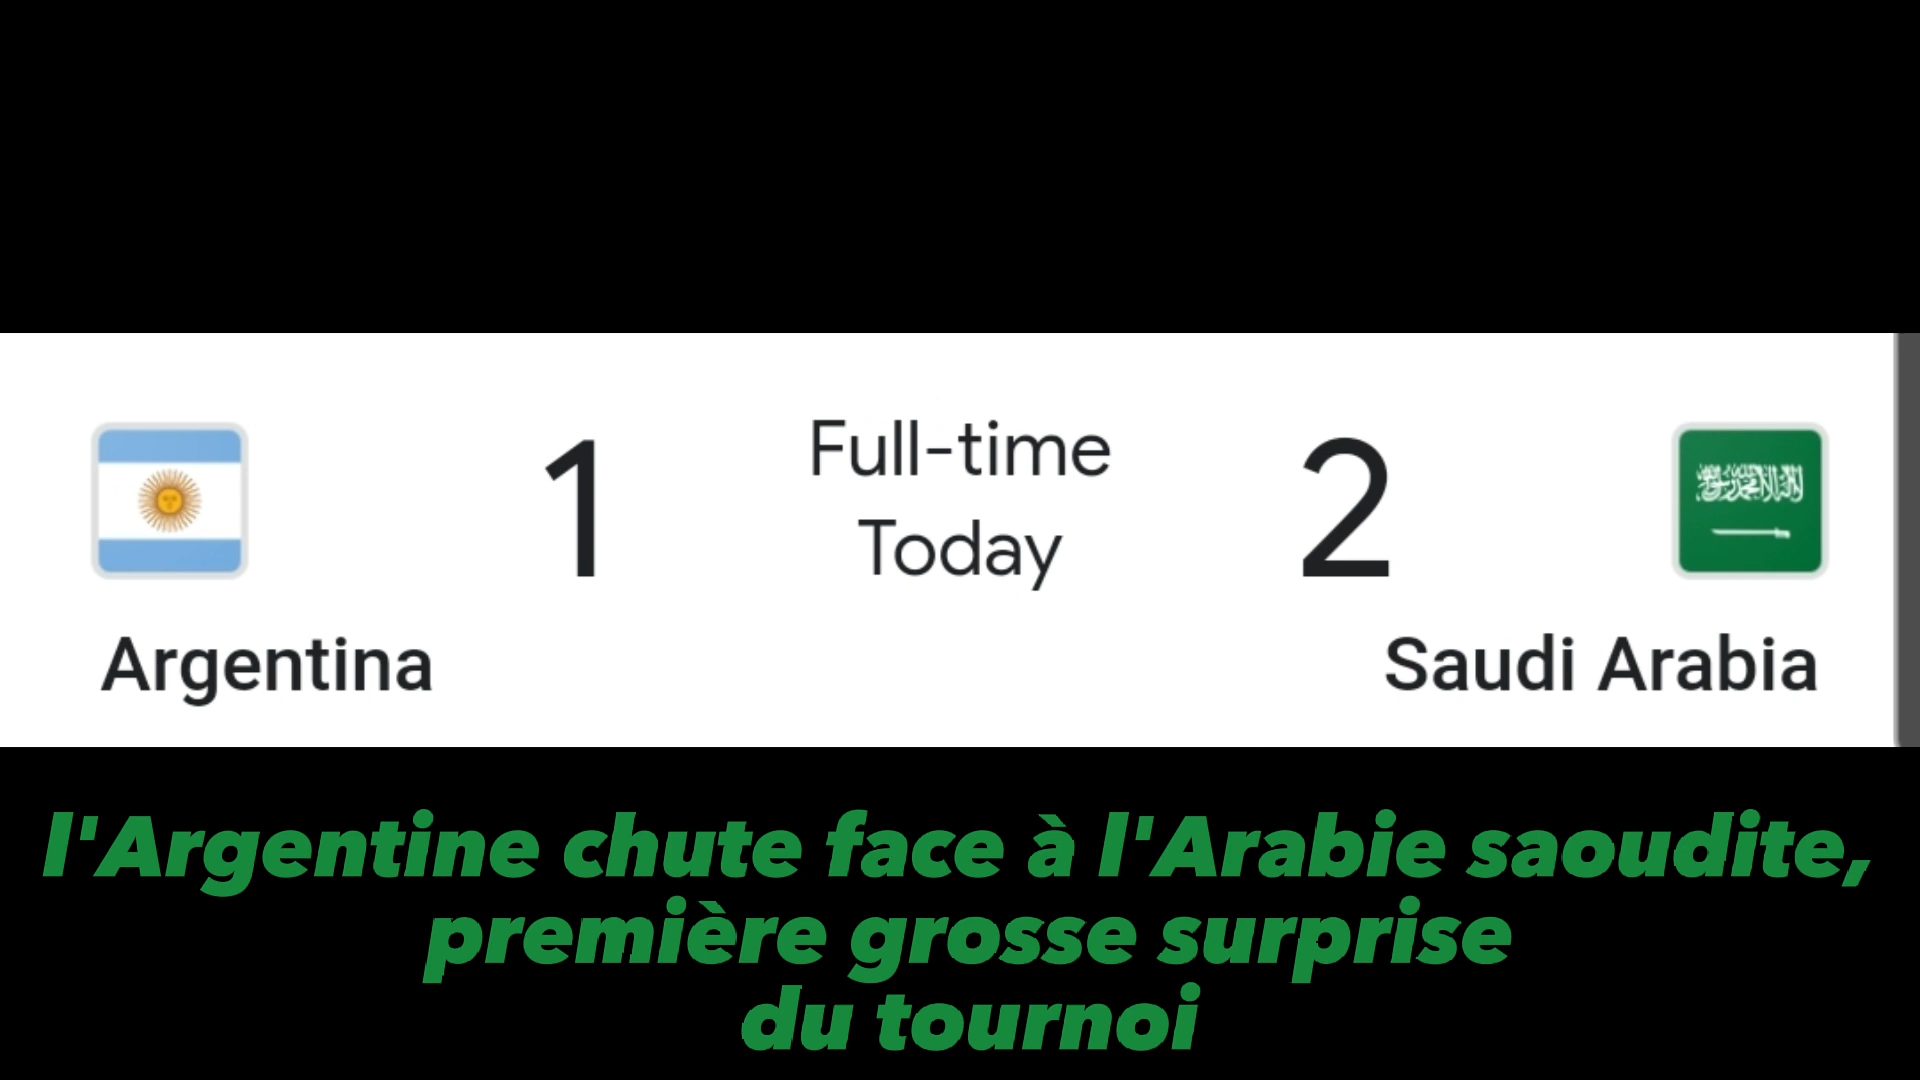 1 Full-time 2
Today
Argentina Saudi Arabia
l'Argentine chute face à l'Arabie saoudite,
première grosse surprise
du tournoi